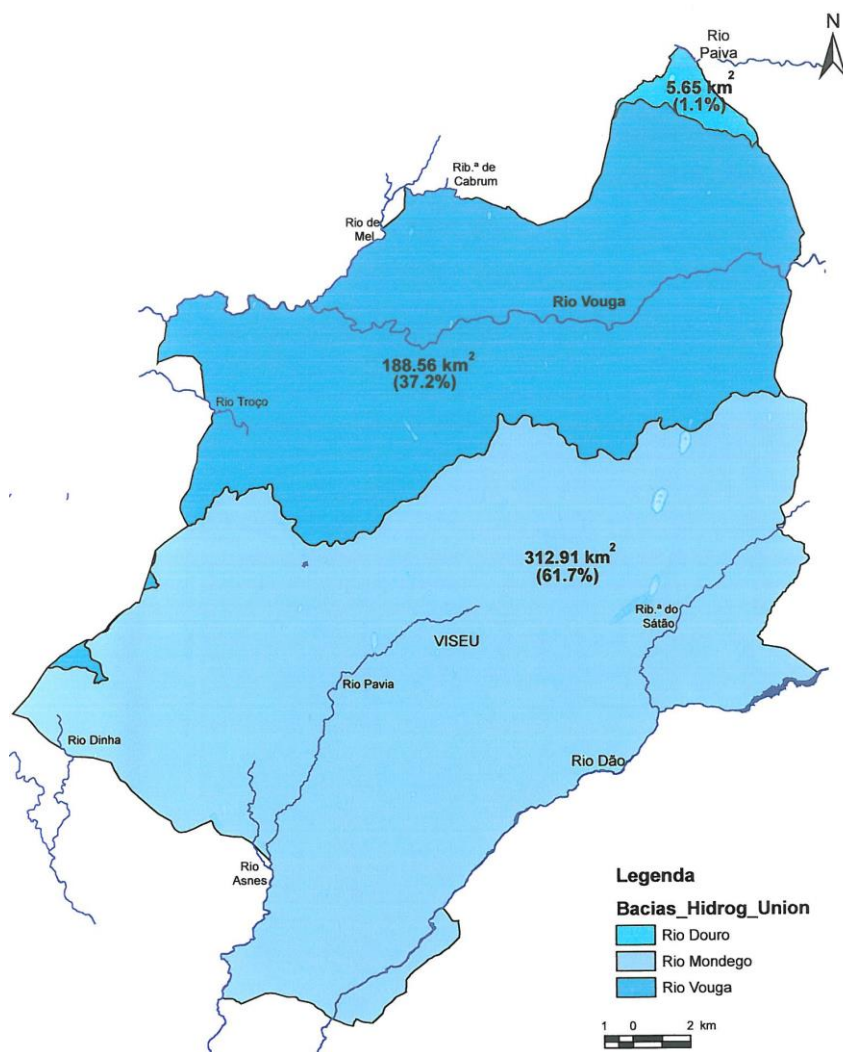 N
Rio
Paiva
5.65 km²
(1.1%)
Rib.ª de
Cabrum
Rio de
Mel
Rio Vouga
188.56 km²
(37.2%)
Rio Troço
312.91 km²
(61.7%)
Rib.ª do
Sátão
VISEU
Rio Pavia
Rio Dinha
Rio Dão
Rio
Asnes
Legenda
Bacias_Hidrog_Union
Rio Douro
Rio Mondego
Rio Vouga
1 0 2 km